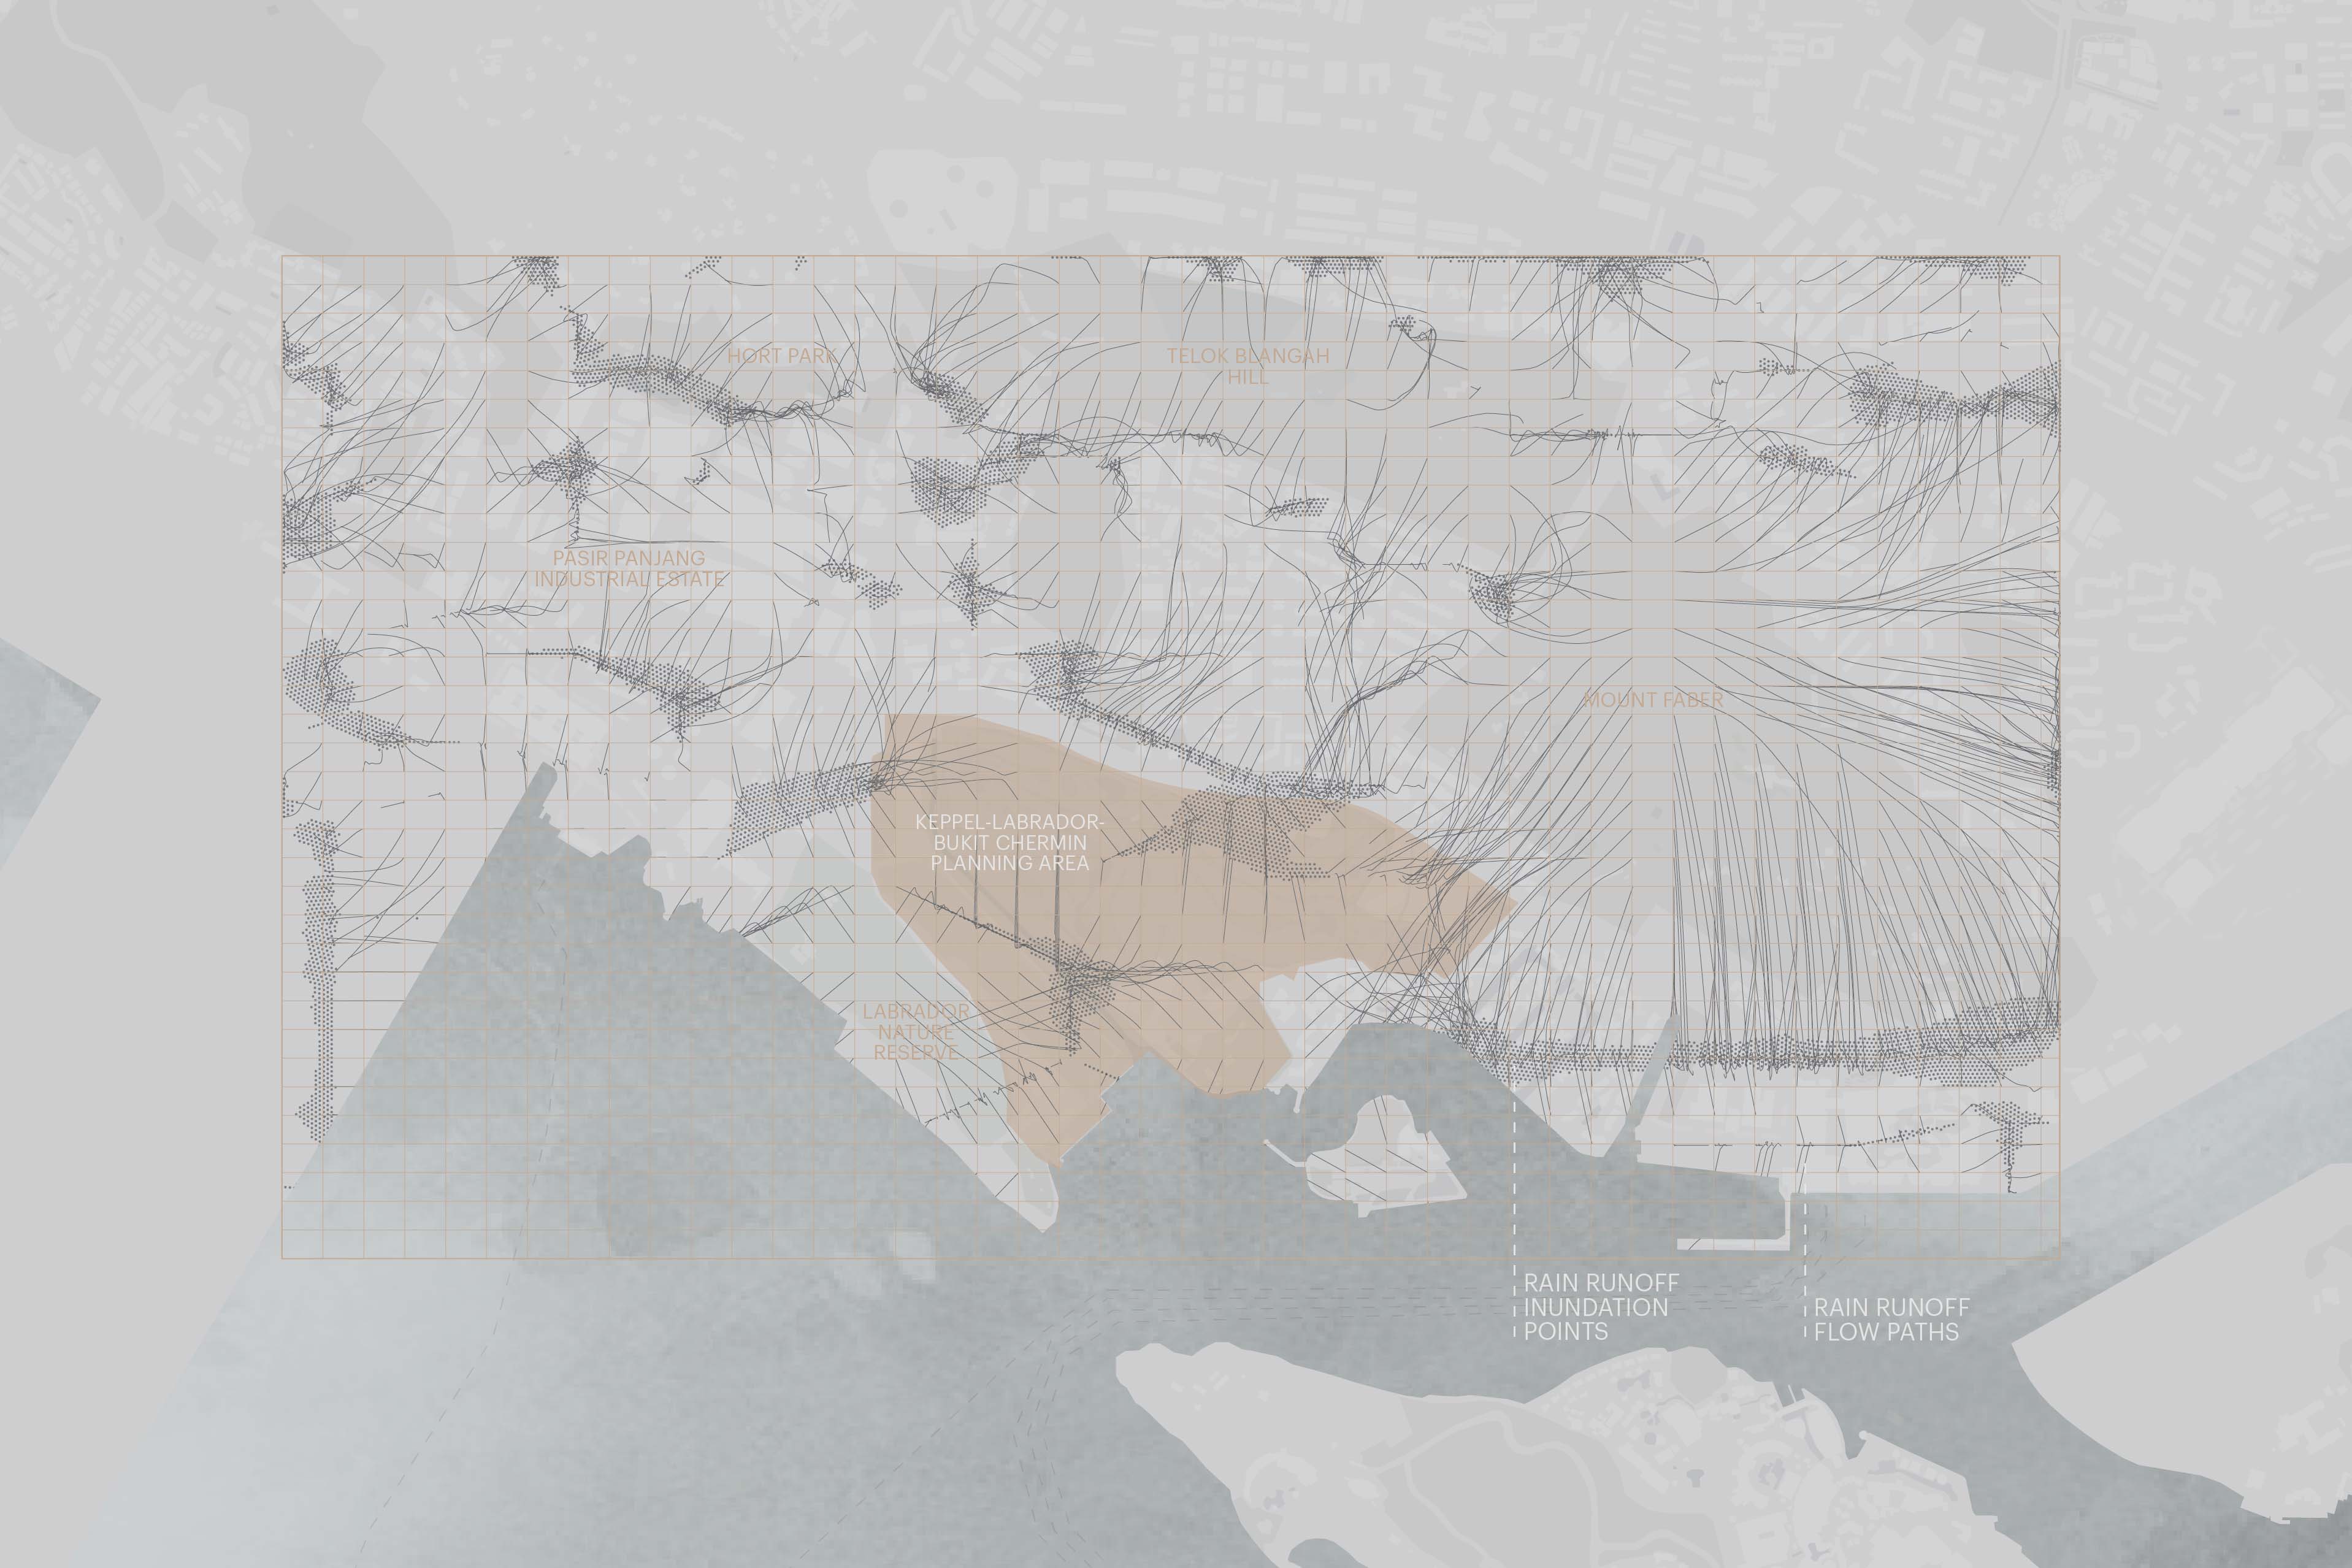 HORT PARK
TELOK BLANGAH
HILL
PASIR PANJANG
INDUSTRIAL ESTATE
MOUNT FABER
KEPPEL-LABRADOR-
BUKIT CHERMIN
PLANNING AREA
LABRADOR
NATURE
RESERVE
RAIN RUNOFF
INUNDATION
POINTS
RAIN RUNOFF
FLOW PATHS